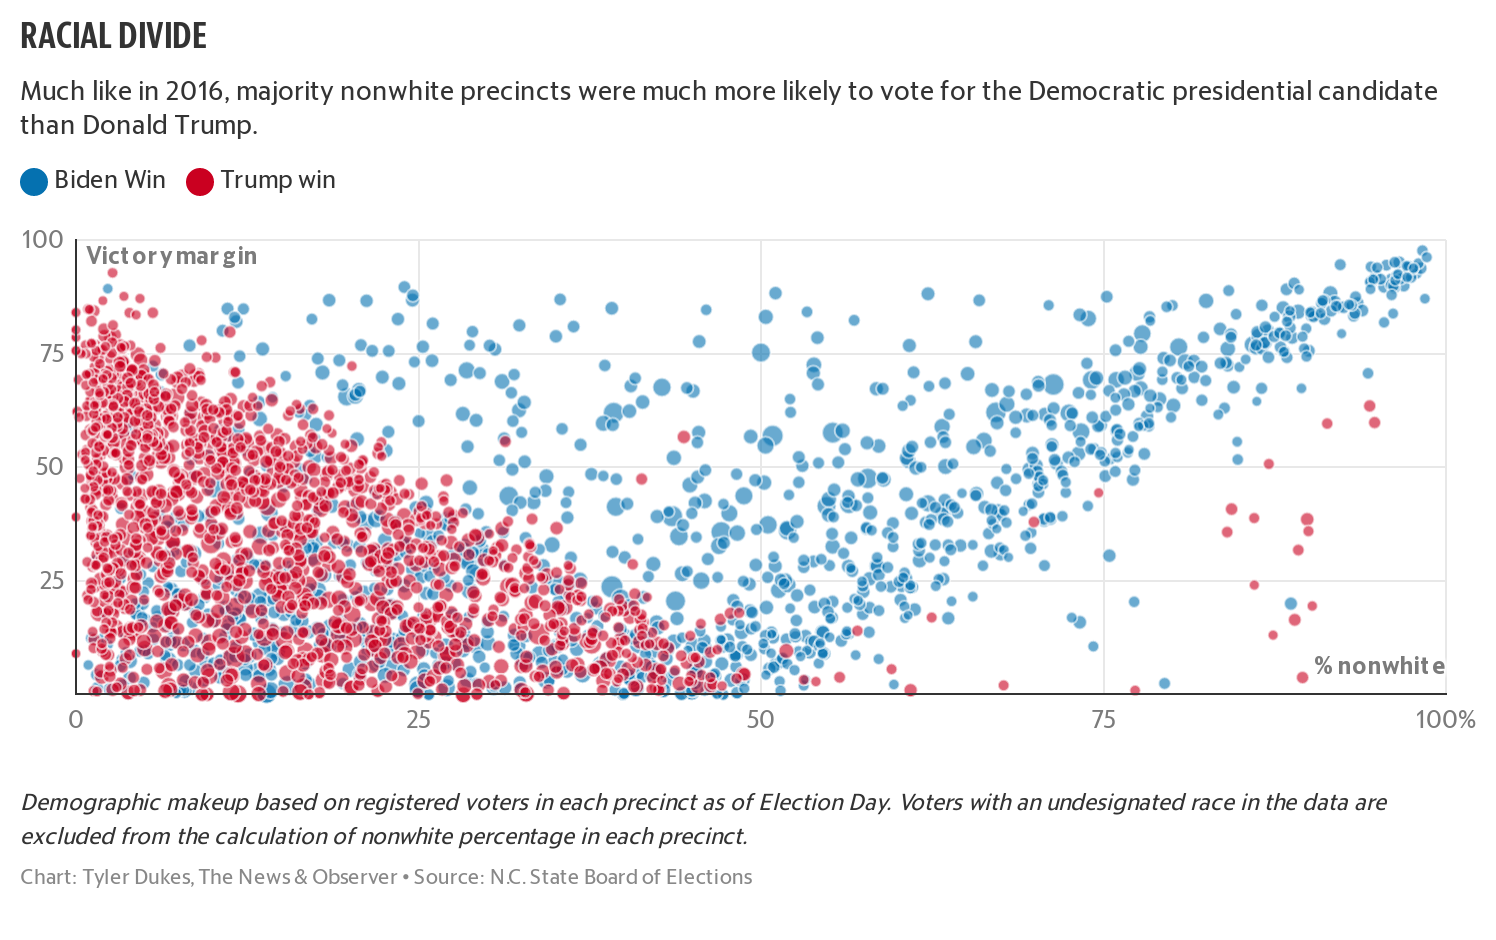 RACIAL DIVIDE
Much like in 2016, majority nonwhite precincts were much more likely to vote for the Democratic presidential candidate
than Donald Trump.
Biden Win Trump win
100
Victory margin
75
50
25
% nonwhite
0 25 50 75 100%
Demographic makeup based on registered voters in each precinct as of Election Day. Voters with an undesignated race in the data are
excluded from the calculation of nonwhite percentage in each precinct.
Chart: Tyler Dukes, The News & Observer • Source: N.C. State Board of Elections